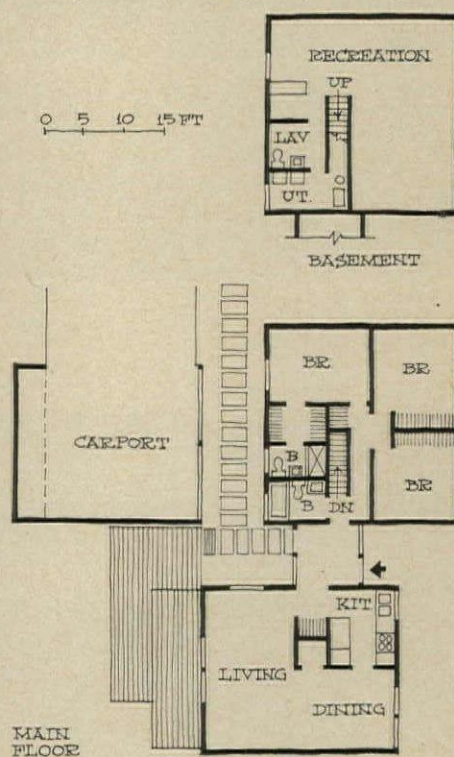 RECREATION
UP
0 5 10 15 FT
LAV
UT.
BASEMENT
BR
BR
CARPORT
B
BR
B
DN
KIT
LIVING
DINING
MAIN
FLOOR